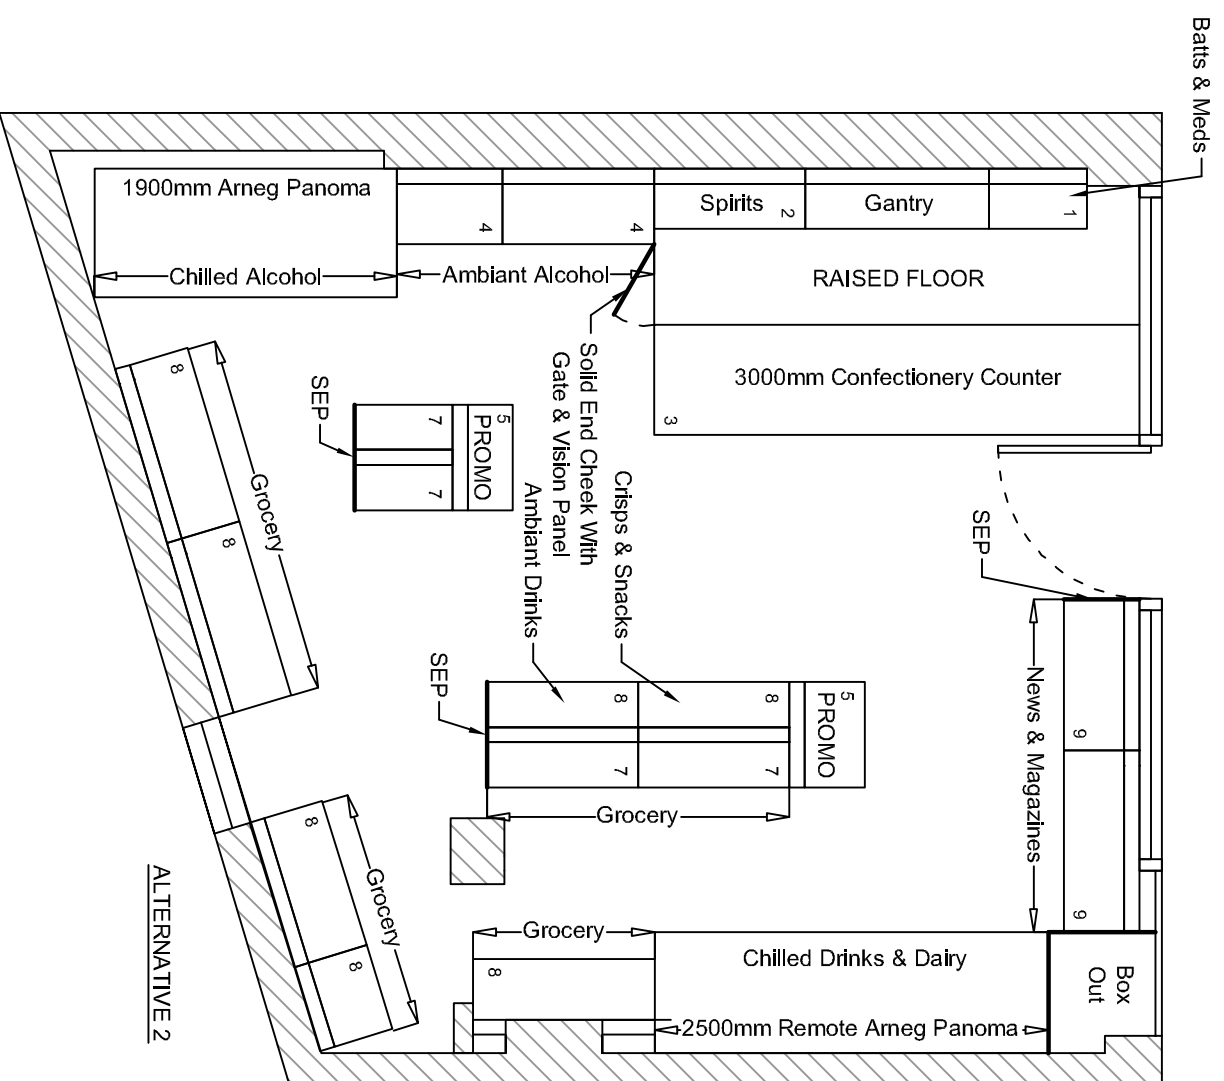 Batts & Meds
1900mm Arneg Panoma
Chilled Alcohol
4
4
Ambiant Alcohol
Spirits
2
Gantry
1
RAISED FLOOR
3000mm Confectionery Counter
3
Solid End Cheek With
Gate & Vision Panel
SEP
7
7
5
PROMO
Crisps & Snacks
Ambiant Drinks
SEP
8
8
Grocery
SEP
8
8
7
7
5
PROMO
Grocery
News & Magazines
9
9
8
8
Grocery
Grocery
8
Chilled Drinks & Dairy
2500mm Remote Arneg Panoma
Box
Out
ALTERNATIVE 2